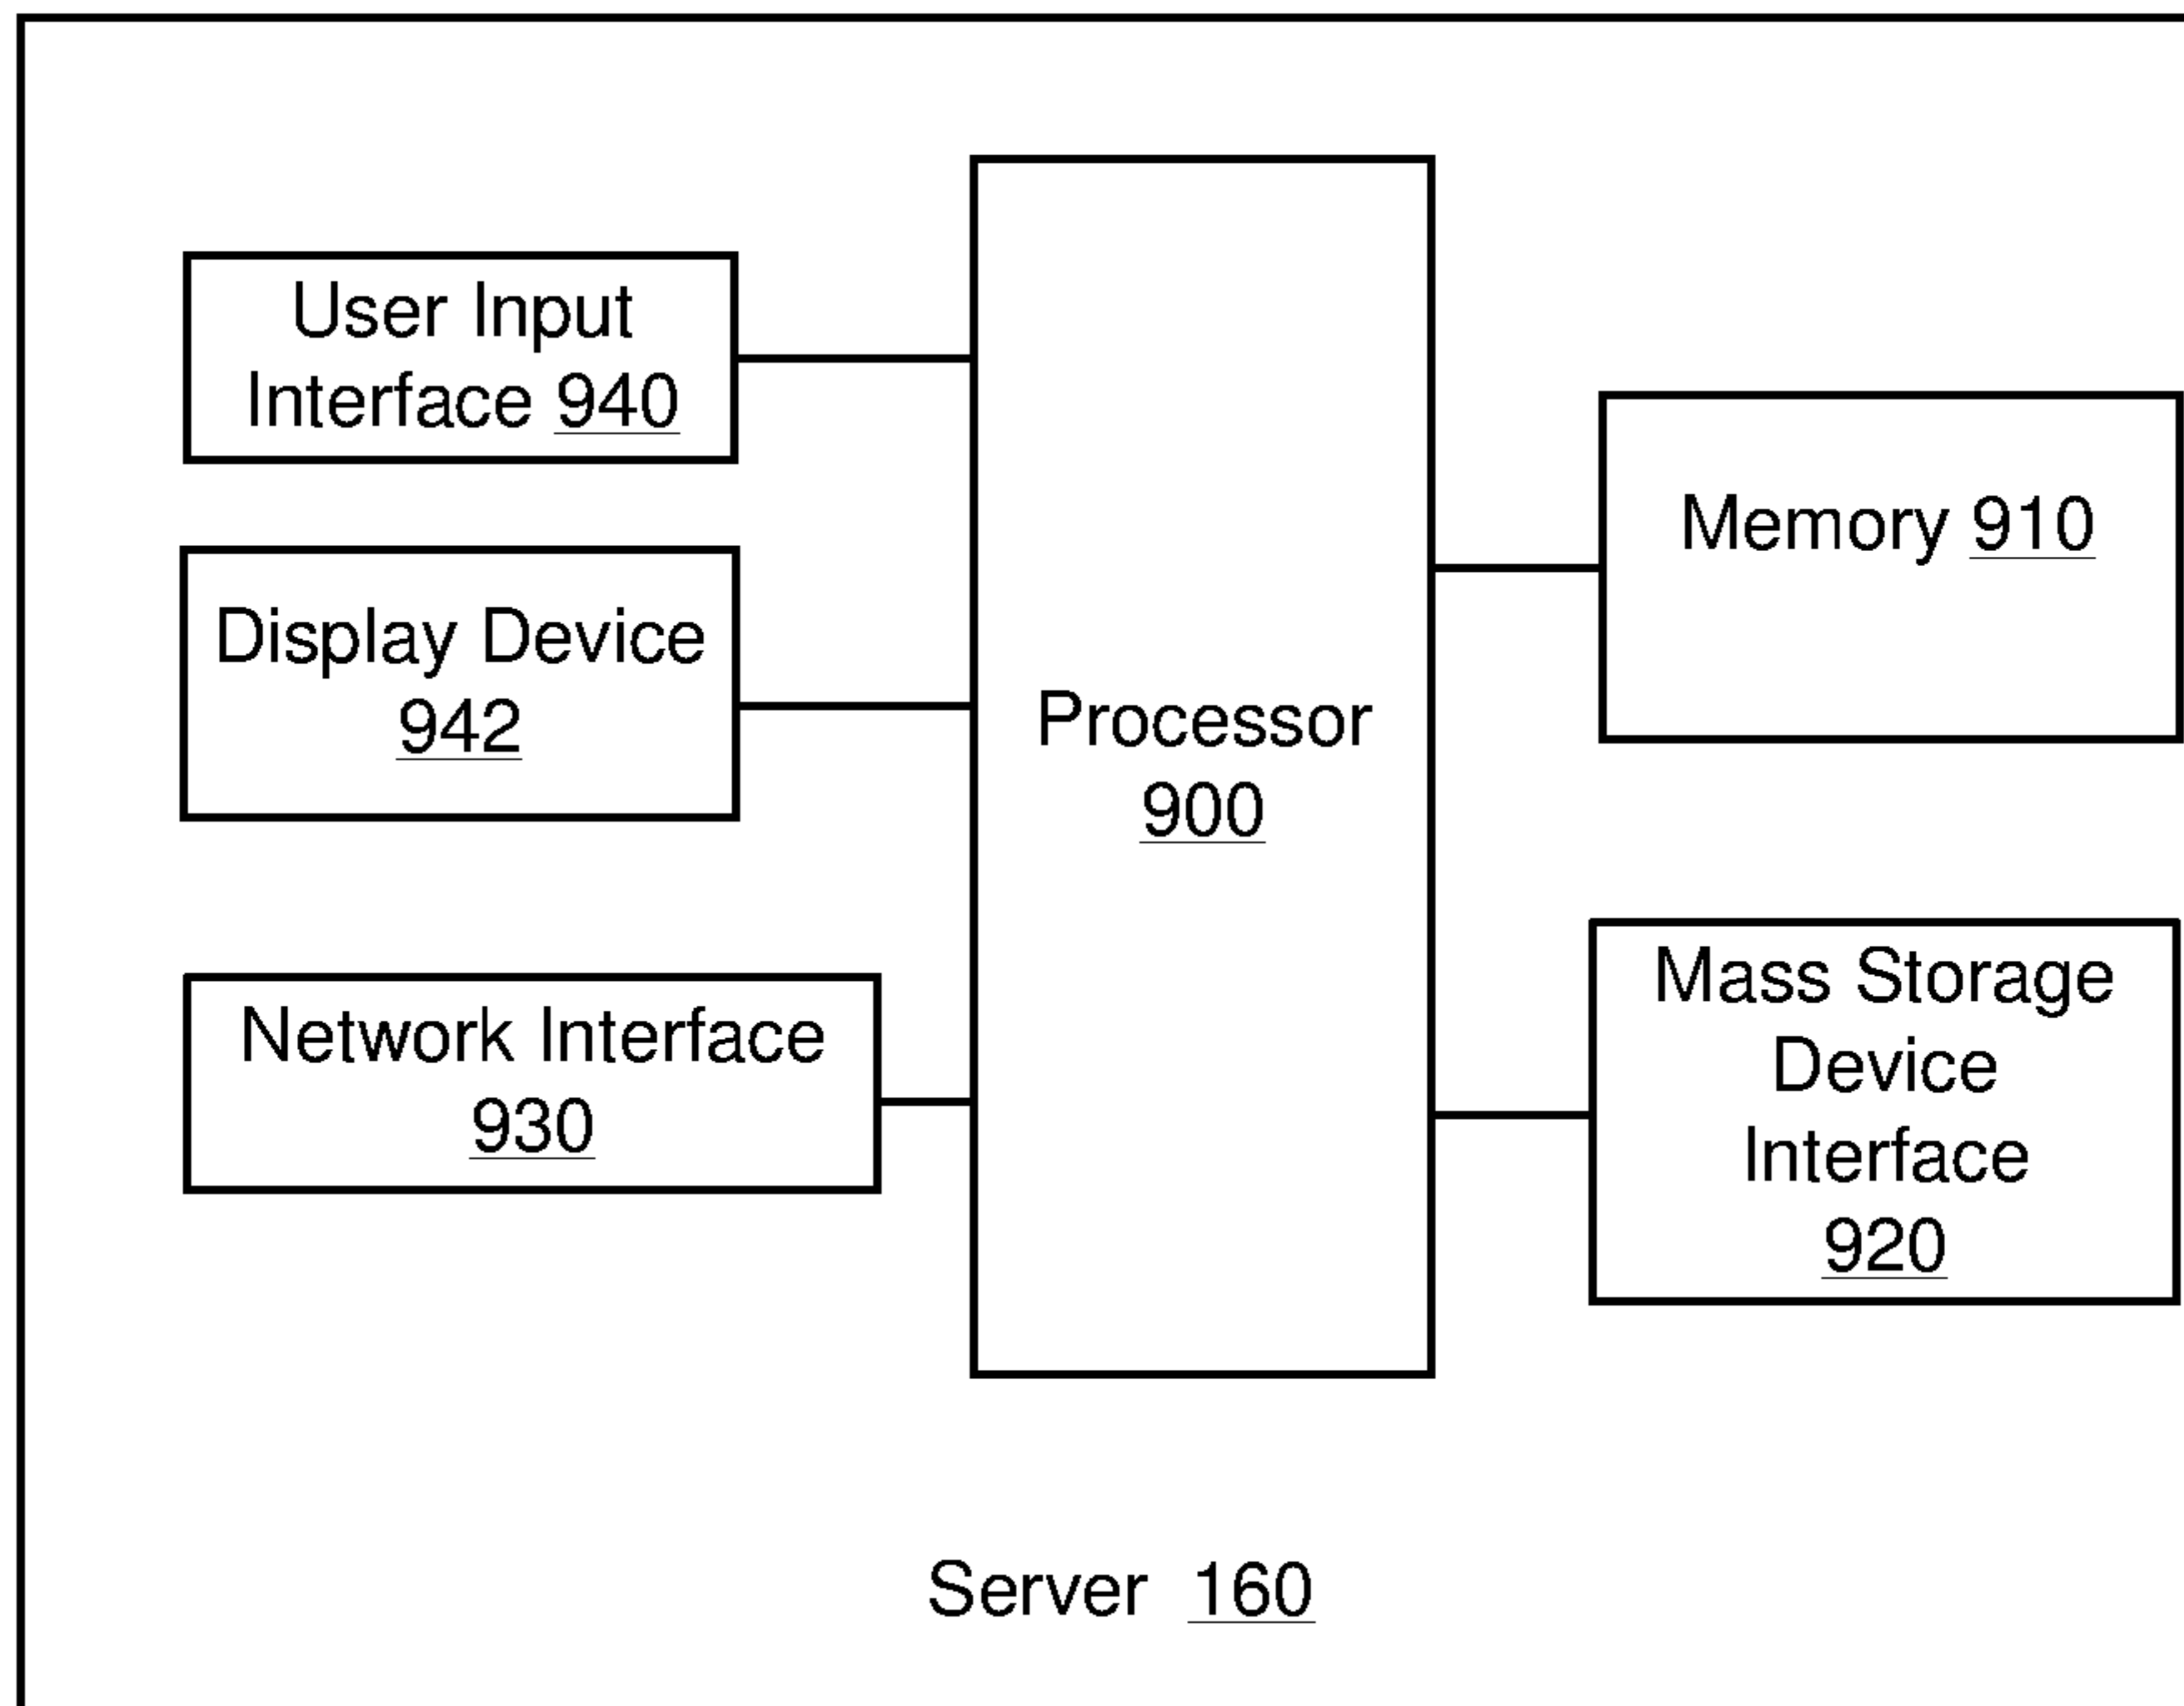 User Input
Interface 940
Display Device
942
Network Interface
930
Processor
900
Memory 910
Mass Storage
Device
Interface
920
Server 160